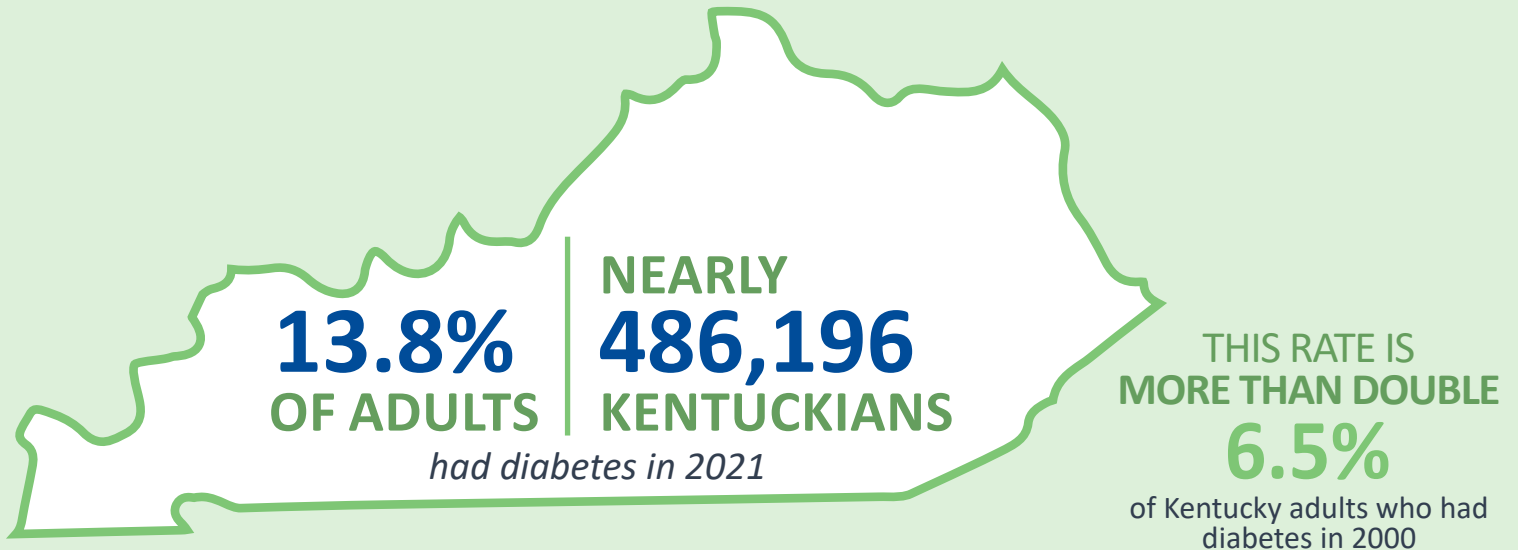 13.8%
OF ADULTS
NEARLY
486,196
KENTUCKIANS
had diabetes in 2021
THIS RATE IS
MORE THAN DOUBLE
6.5%
of Kentucky adults who had
diabetes in 2000